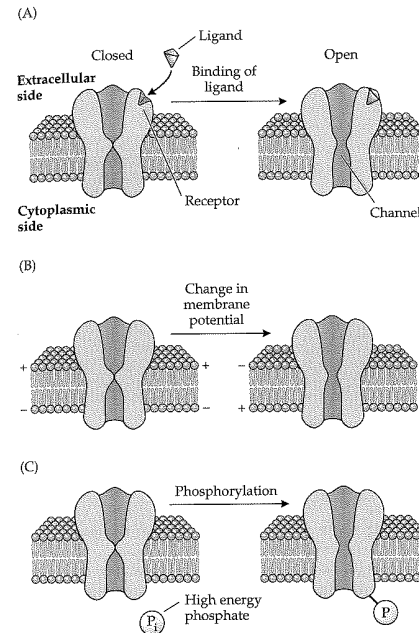 (A)
Closed
Ligand
Open
Extracellular
side
Binding of
ligand
Receptor
Channel
Cytoplasmic
side
(B)
Change in
membrane
potential
+ + −
− − +
(C)
Phosphorylation
High energy
phosphate
Pi
P